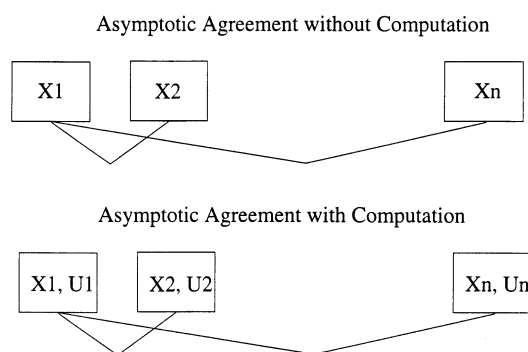 Asymptotic Agreement without Computation
X1 X2 Xn
Asymptotic Agreement with Computation
X1, U1 X2, U2 Xn, Un